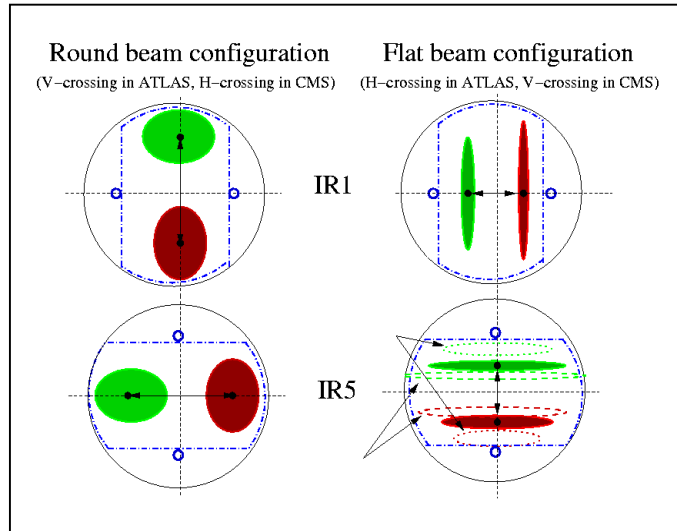 Round beam configuration
(V−crossing in ATLAS, H−crossing in CMS)
Flat beam configuration
(H−crossing in ATLAS, V−crossing in CMS)
IR1
IR5